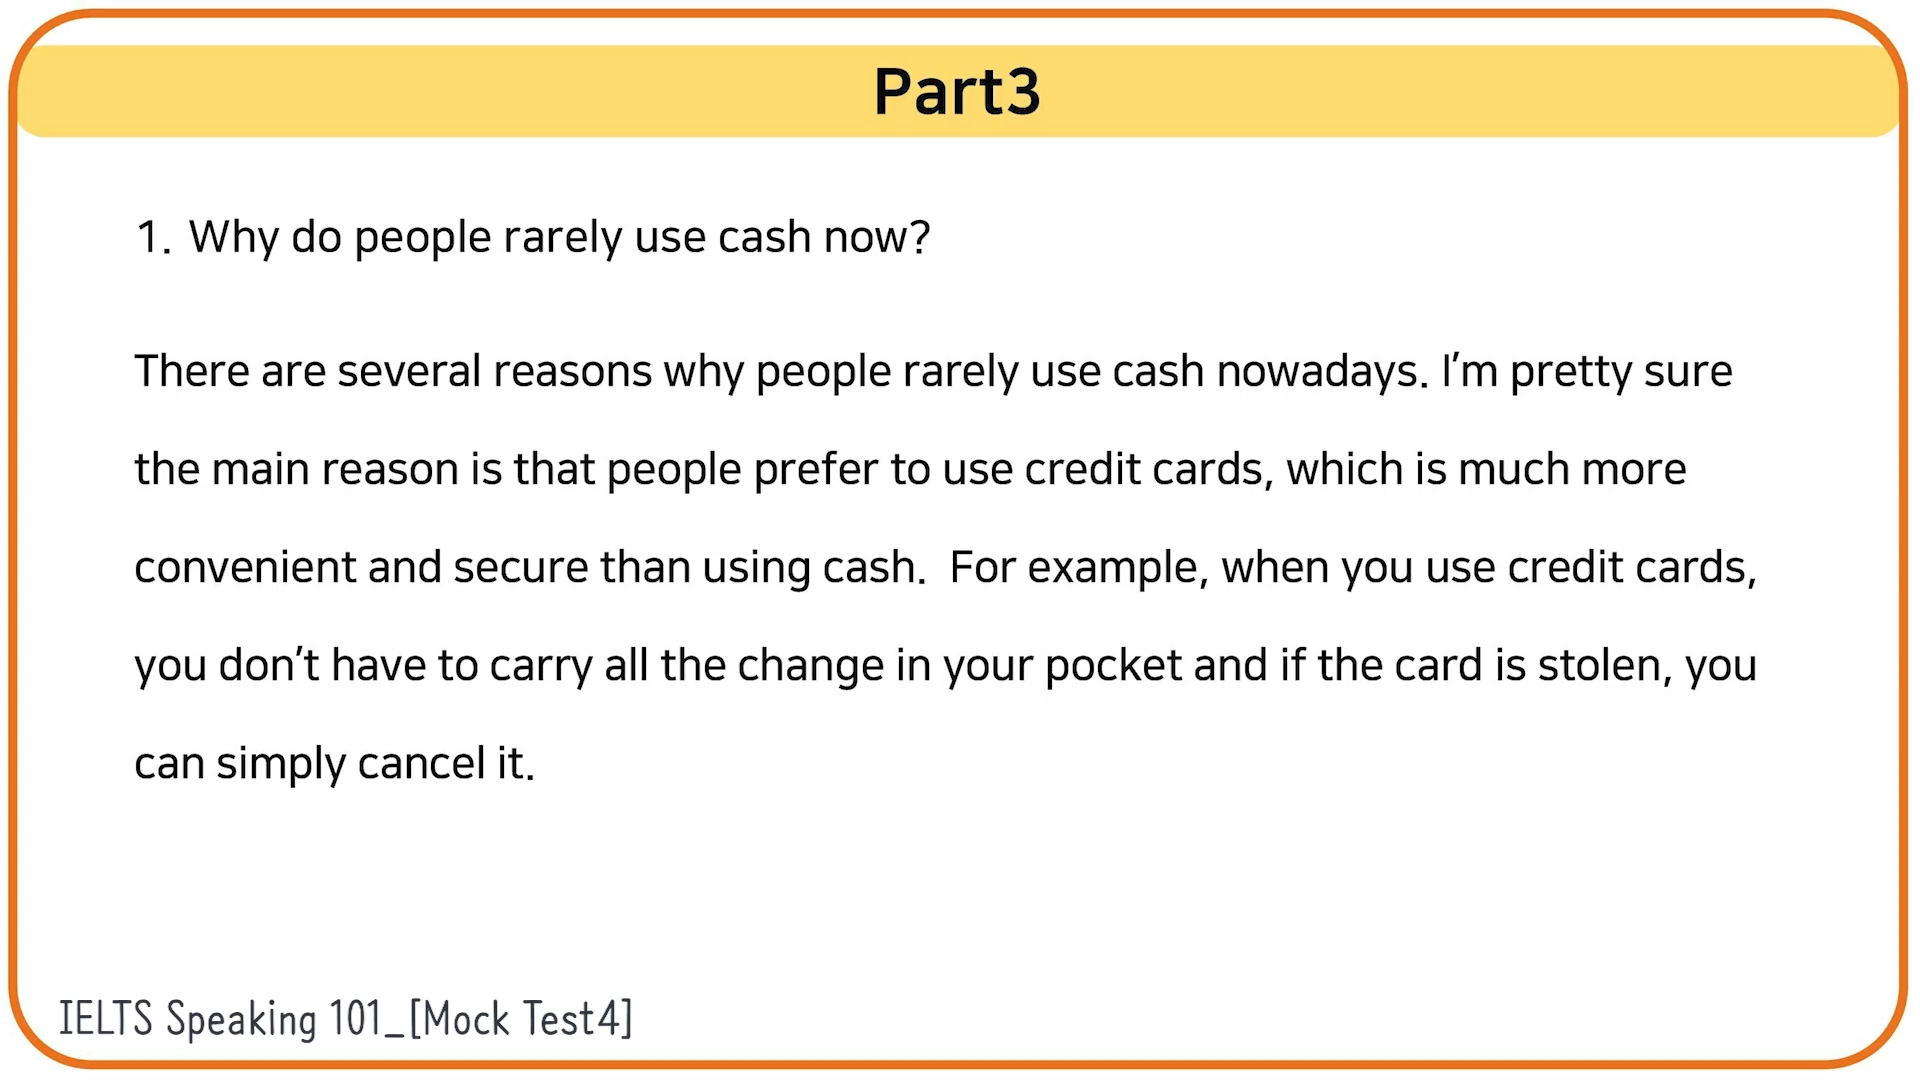 Part3
1. Why do people rarely use cash now?
There are several reasons why people rarely use cash nowadays. I'm pretty sure
the main reason is that people prefer to use credit cards, which is much more
convenient and secure than using cash.  For example, when you use credit cards,
you don't have to carry all the change in your pocket and if the card is stolen, you
can simply cancel it.
IELTS Speaking 101_[Mock Test4]